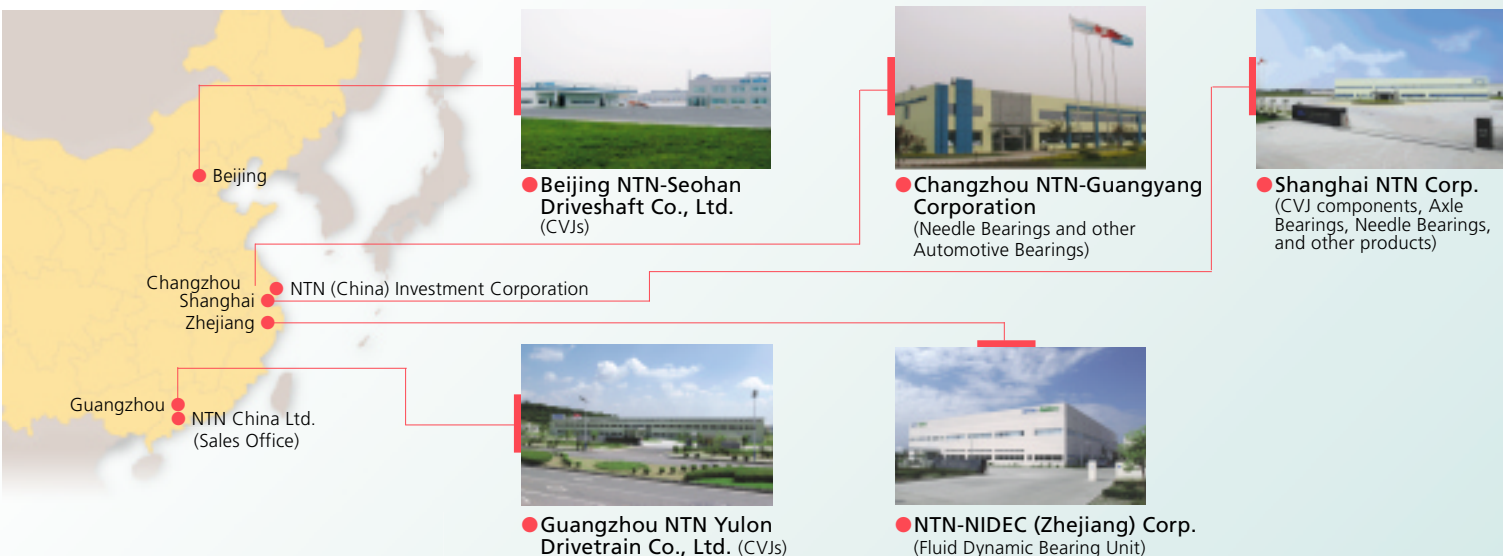 Beijing
Changzhou
Shanghai
NTN (China) Investment Corporation
Zhejiang
Guangzhou
NTN China Ltd.
(Sales Office)
Beijing NTN-Seohan
Driveshaft Co., Ltd.
(CVJs)
Changzhou NTN-Guangyang
Corporation
(Needle Bearings and other
Automotive Bearings)
Shanghai NTN Corp.
(CVJ components, Axle
Bearings, Needle Bearings,
and other products)
Guangzhou NTN Yulon
Drivetrain Co., Ltd. (CVJs)
NTN-NIDEC (Zhejiang) Corp.
(Fluid Dynamic Bearing Unit)